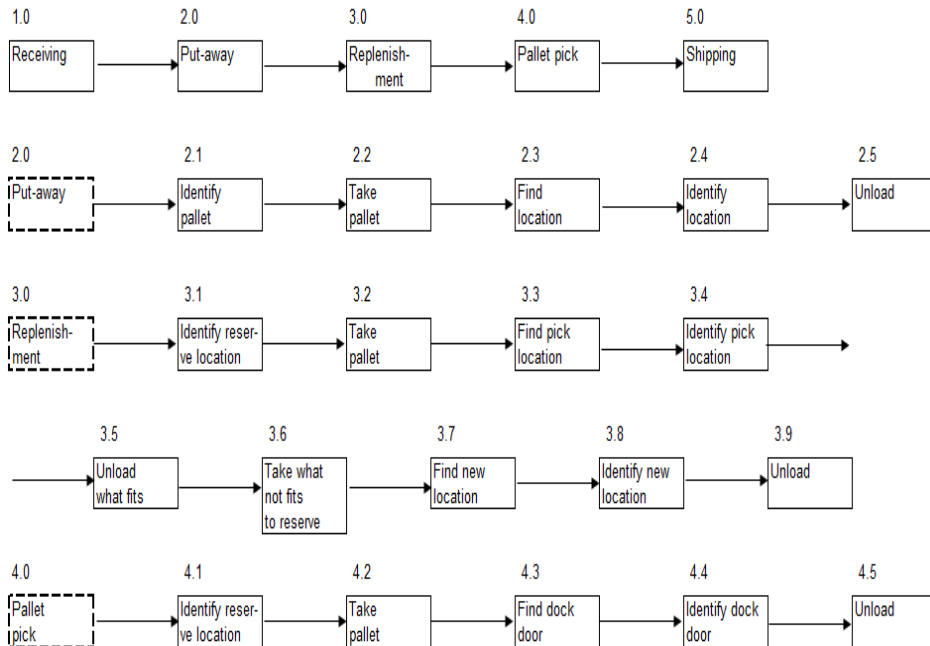 1.0 2.0 3.0 4.0 5.0
Receiving Put-away Replenish- Pallet pick Shipping
ment
2.0 2.1 2.2 2.3 2.4 2.5
Put-away Identify Take Find Identify Unload
pallet pallet location location
3.0 3.1 3.2 3.3 3.4
Replenish- Identify reser- Take Find pick Identify pick
ment ve location pallet location location
3.5 3.6 3.7 3.8 3.9
Unload Take what Find new Identify new Unload
what fits not fits location location
to reserve
4.0 4.1 4.2 4.3 4.4 4.5
Pallet Identify reser- Take Find dock Identify dock Unload
pick ve location pallet door door